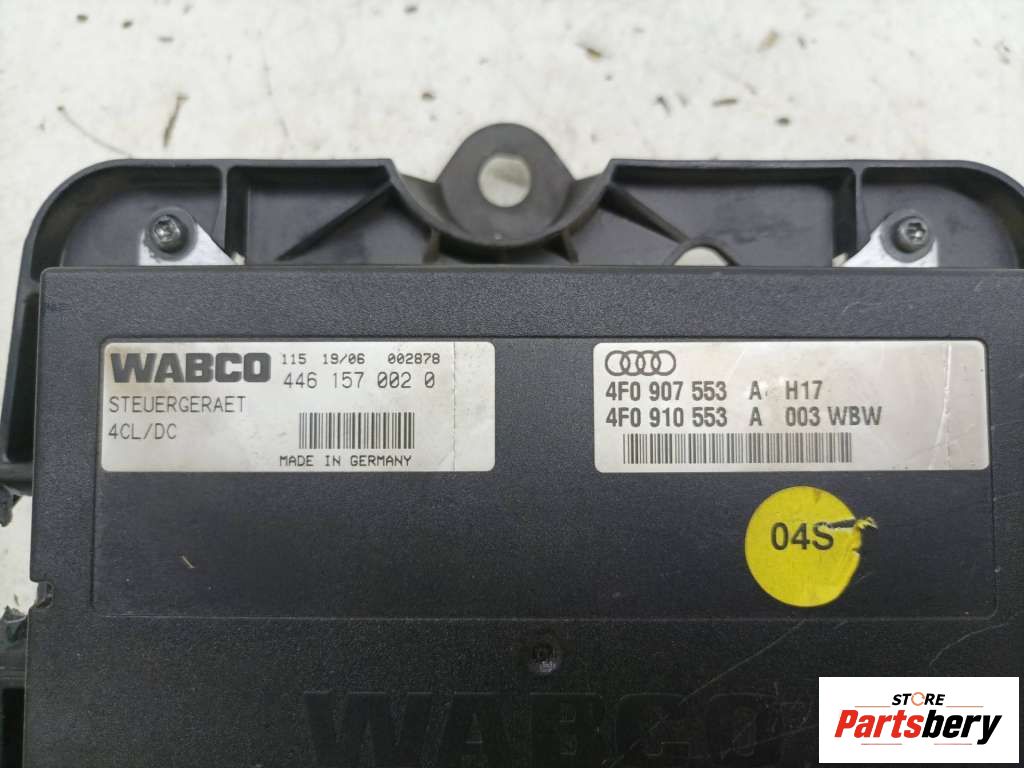 WABCO 115 19/06 002878
446 157 002 0
STEUERGERAET
4CL/DC
MADE IN GERMANY
4F0 907 553 A H17
4F0 910 553 A 003 WBW
04S
WABCO
STORE
Partsbery